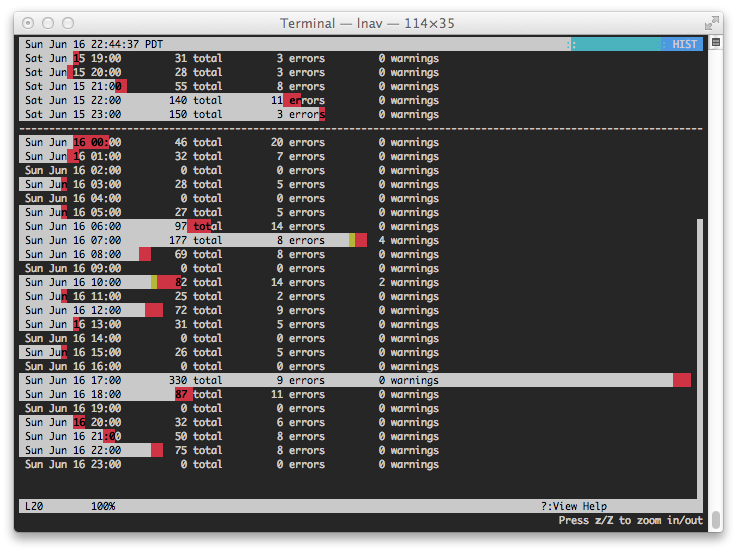 Terminal — lnav — 114×35
Sun Jun 16 22:44:37 PDT : : HIST
Sat Jun 15 19:00 31 total 3 errors 0 warnings
Sat Jun 15 20:00 28 total 3 errors 0 warnings
Sat Jun 15 21:00 55 total 8 errors 0 warnings
Sat Jun 15 22:00 140 total 11 errors 0 warnings
Sat Jun 15 23:00 150 total 3 errors 0 warnings
Sun Jun 16 00:00 46 total 20 errors 0 warnings
Sun Jun 16 01:00 32 total 7 errors 0 warnings
Sun Jun 16 02:00 0 total 0 errors 0 warnings
Sun Jun 16 03:00 28 total 5 errors 0 warnings
Sun Jun 16 04:00 0 total 0 errors 0 warnings
Sun Jun 16 05:00 27 total 5 errors 0 warnings
Sun Jun 16 06:00 97 total 14 errors 0 warnings
Sun Jun 16 07:00 177 total 8 errors 4 warnings
Sun Jun 16 08:00 69 total 8 errors 0 warnings
Sun Jun 16 09:00 0 total 0 errors 0 warnings
Sun Jun 16 10:00 82 total 14 errors 2 warnings
Sun Jun 16 11:00 25 total 2 errors 0 warnings
Sun Jun 16 12:00 72 total 9 errors 0 warnings
Sun Jun 16 13:00 31 total 5 errors 0 warnings
Sun Jun 16 14:00 0 total 0 errors 0 warnings
Sun Jun 16 15:00 26 total 5 errors 0 warnings
Sun Jun 16 16:00 0 total 0 errors 0 warnings
Sun Jun 16 17:00 330 total 9 errors 0 warnings
Sun Jun 16 18:00 87 total 11 errors 0 warnings
Sun Jun 16 19:00 0 total 0 errors 0 warnings
Sun Jun 16 20:00 32 total 6 errors 0 warnings
Sun Jun 16 21:00 50 total 8 errors 0 warnings
Sun Jun 16 22:00 75 total 8 errors 0 warnings
Sun Jun 16 23:00 0 total 0 errors 0 warnings
L20 100% ?:View Help
Press z/Z to zoom in/out